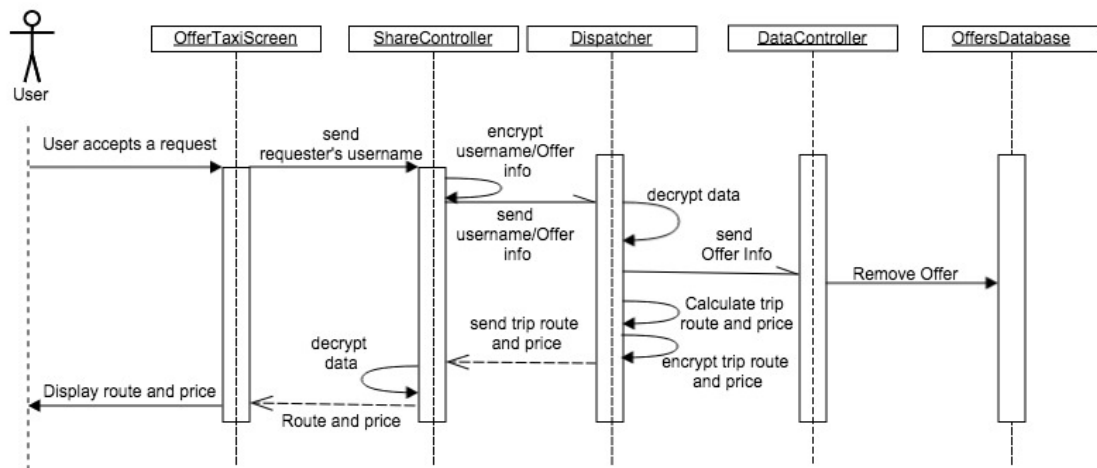 OfferTaxiScreen
ShareController
Dispatcher
DataController
OffersDatabase
User
User accepts a request
send
requester's username
encrypt
username/Offer
info
send
username/Offer
info
decrypt data
send
Offer Info
Remove Offer
Calculate trip
route and price
send trip route
and price
encrypt trip route
and price
decrypt
data
Display route and price
Route and price